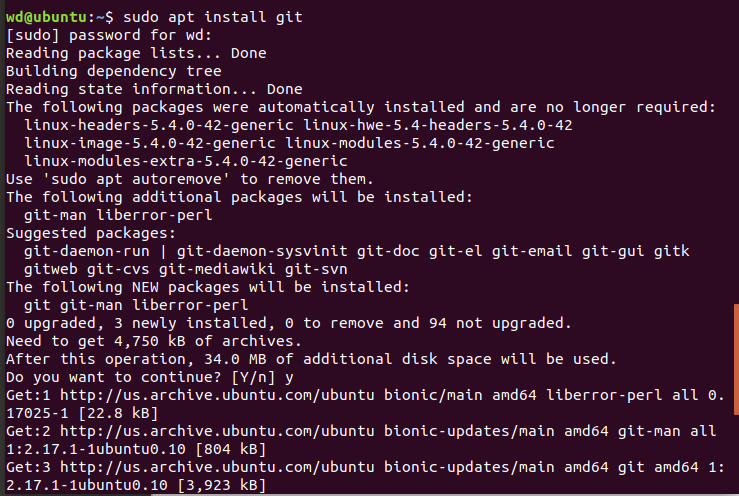 wd@ubuntu:~$ sudo apt install git
[sudo] password for wd:
Reading package lists... Done
Building dependency tree
Reading state information... Done
The following packages were automatically installed and are no longer required:
  linux-headers-5.4.0-42-generic linux-hwe-5.4-headers-5.4.0-42
  linux-image-5.4.0-42-generic linux-modules-5.4.0-42-generic
  linux-modules-extra-5.4.0-42-generic
Use 'sudo apt autoremove' to remove them.
The following additional packages will be installed:
  git-man liberror-perl
Suggested packages:
  git-daemon-run | git-daemon-sysvinit git-doc git-el git-email git-gui gitk
  gitweb git-cvs git-mediawiki git-svn
The following NEW packages will be installed:
  git git-man liberror-perl
0 upgraded, 3 newly installed, 0 to remove and 94 not upgraded.
Need to get 4,750 kB of archives.
After this operation, 34.0 MB of additional disk space will be used.
Do you want to continue? [Y/n] y
Get:1 http://us.archive.ubuntu.com/ubuntu bionic/main amd64 liberror-perl all 0.
17025-1 [22.8 kB]
Get:2 http://us.archive.ubuntu.com/ubuntu bionic-updates/main amd64 git-man all
1:2.17.1-1ubuntu0.10 [804 kB]
Get:3 http://us.archive.ubuntu.com/ubuntu bionic-updates/main amd64 git amd64 1:
2.17.1-1ubuntu0.10 [3,923 kB]